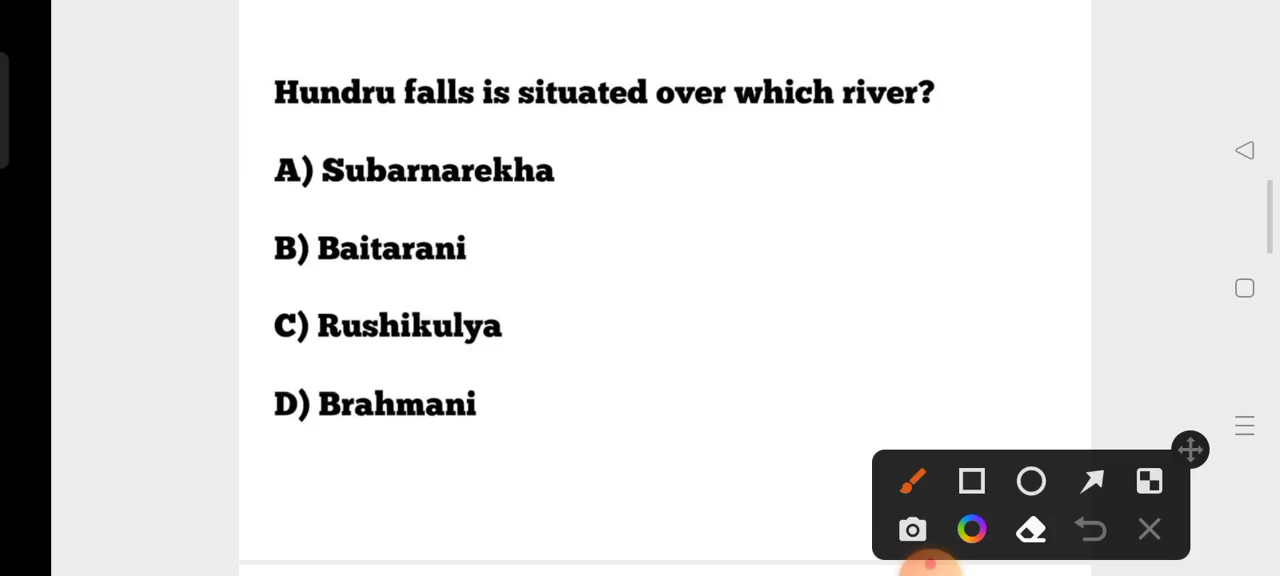 Hundru falls is situated over which river?
A) Subarnarekha
B) Baitarani
C) Rushikulya
D) Brahmani